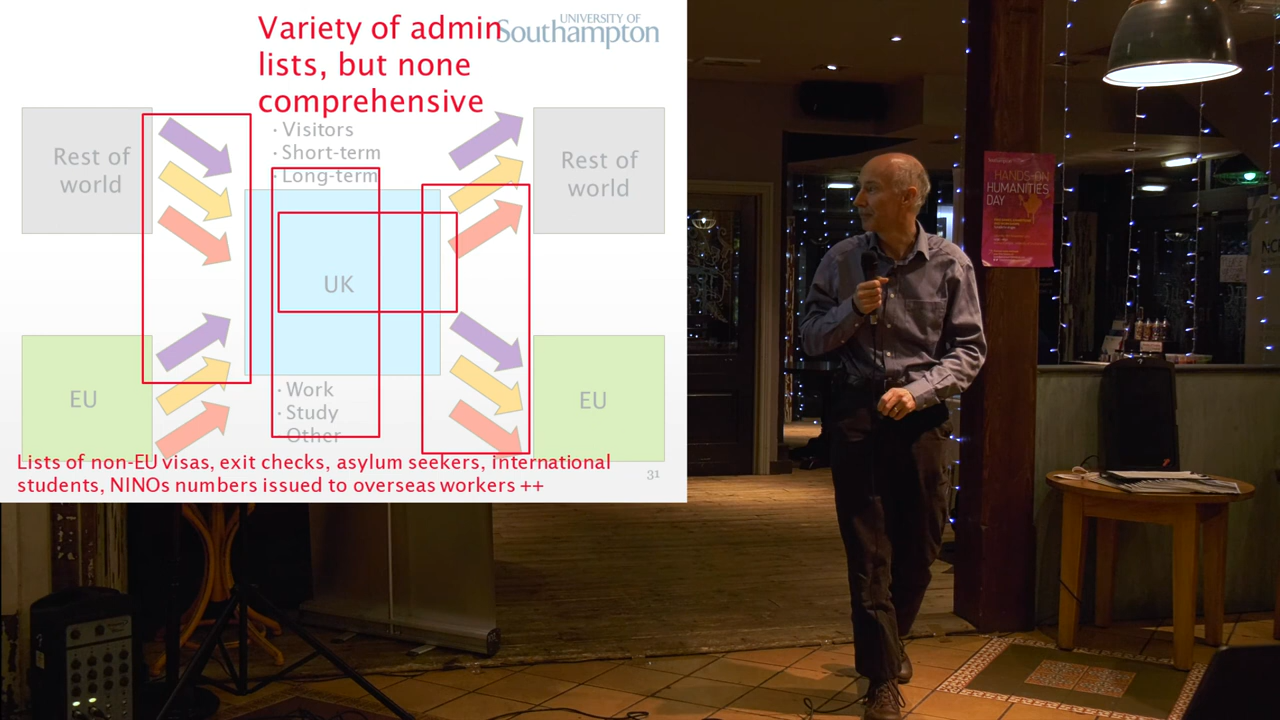 Variety of admin
lists, but none
comprehensive
UNIVERSITY OF
Southampton
· Visitors
· Short-term
· Long-term
Rest of
world
Rest of
world
UK
EU
EU
· Work
· Study
· Other
Lists of non-EU visas, exit checks, asylum seekers, international
students, NINOs numbers issued to overseas workers ++
31
HANDS-ON
HUMANITIES
DAY